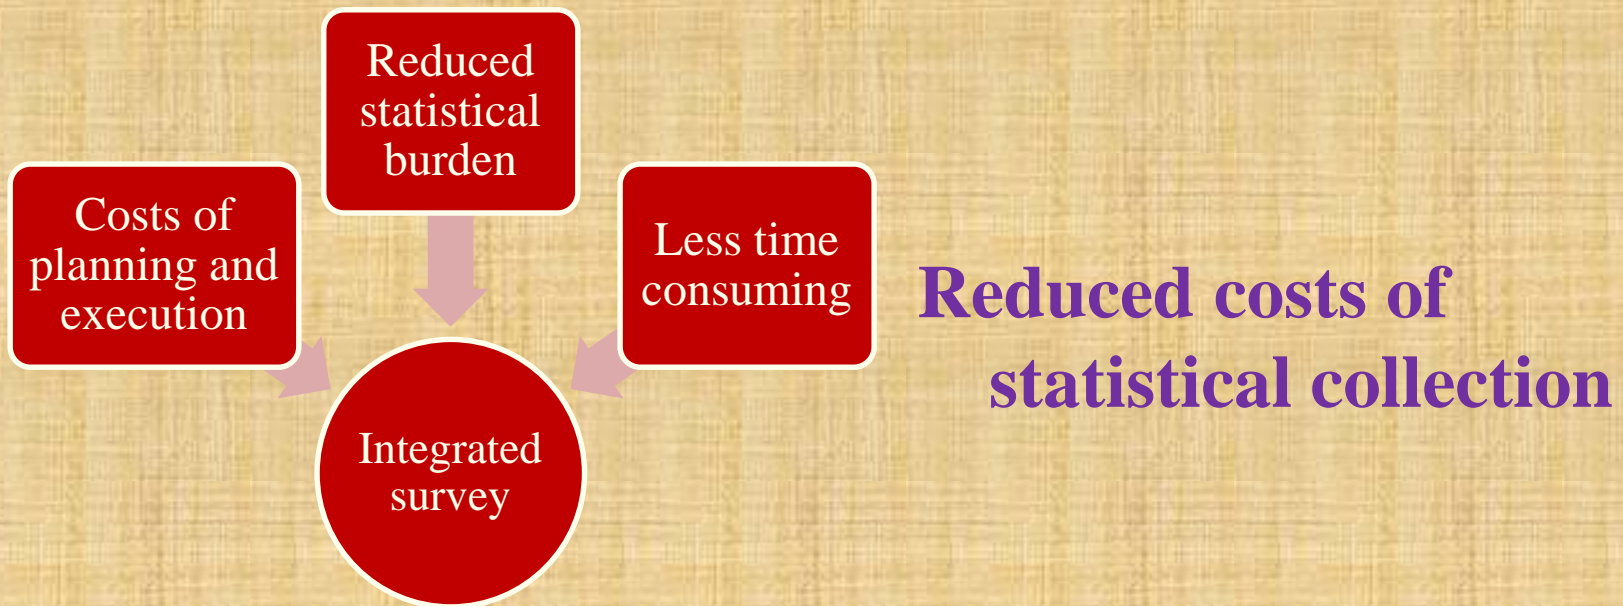 Reduced
statistical
burden
Costs of
planning and
execution
Less time
consuming
Integrated
survey
Reduced costs of
statistical collection